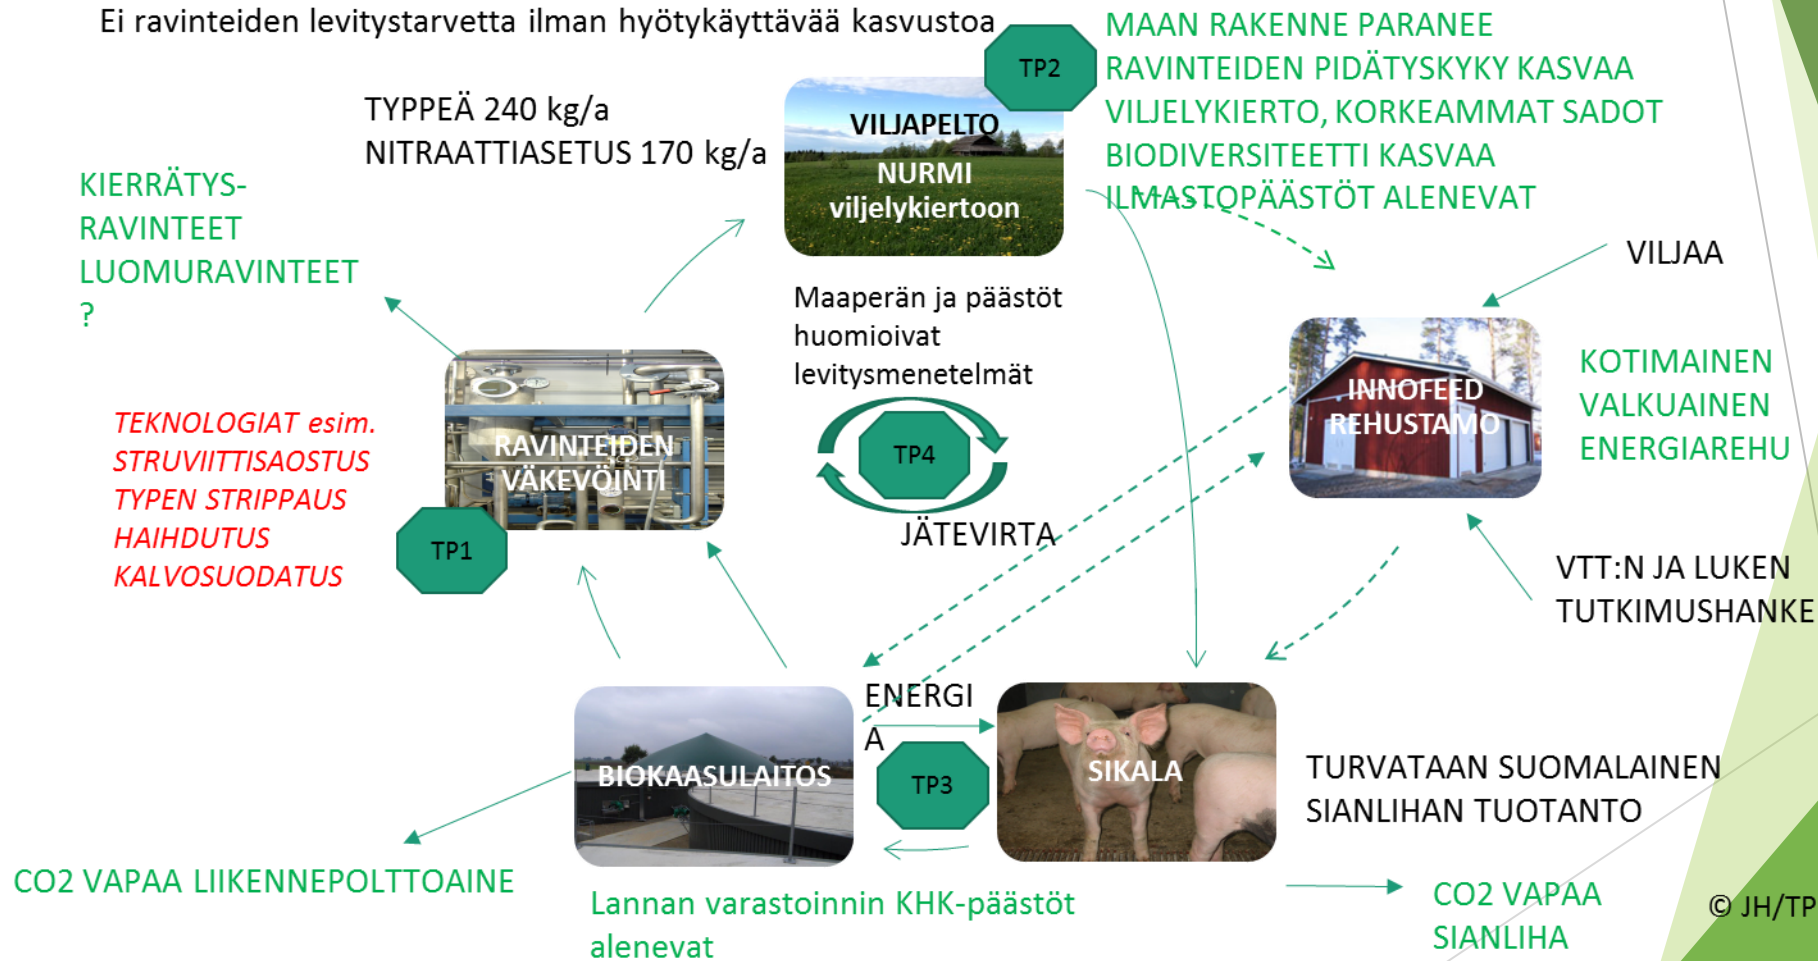 Ei ravinteiden levitystarvetta ilman hyötykäyttävää kasvustoa
TP2
MAAN RAKENNE PARANEE
RAVINTEIDEN PIDÄTYSKYKY KASVAA
VILJELYKIERTO, KORKEAMMAT SADOT
BIODIVERSITEETTI KASVAA
ILMASTOPÄÄSTÖT ALENEVAT
TYPPEÄ 240 kg/a
NITRAATTIASETUS 170 kg/a
VILJAPELTO
NURMI
viljelykiertoon
KIERRÄTYS-
RAVINTEET
LUOMURAVINTEET
?
VILJAA
Maaperän ja päästöt
huomioivat
levitysmenetelmät
TP4
JÄTEVIRTA
INNOFEED
REHUSTAMO
KOTIMAINEN
VALKUAINEN
ENERGIAREHU
TEKNOLOGIAT esim.
STRUVIITTISAOSTUS
TYPEN STRIPPAUS
HAIHDUTUS
KALVOSUODATUS
RAVINTEIDEN
VÄKEVÖINTI
TP1
VTT:N JA LUKEN
TUTKIMUSHANKE
BIOKAASULAITOS
ENERGI
A
TP3
SIKALA
TURVATAAN SUOMALAINEN
SIANLIHAN TUOTANTO
CO2 VAPAA LIIKENNEPOLTTOAINE
Lannan varastoinnin KHK-päästöt
alenevat
CO2 VAPAA
SIANLIHA
© JH/TP